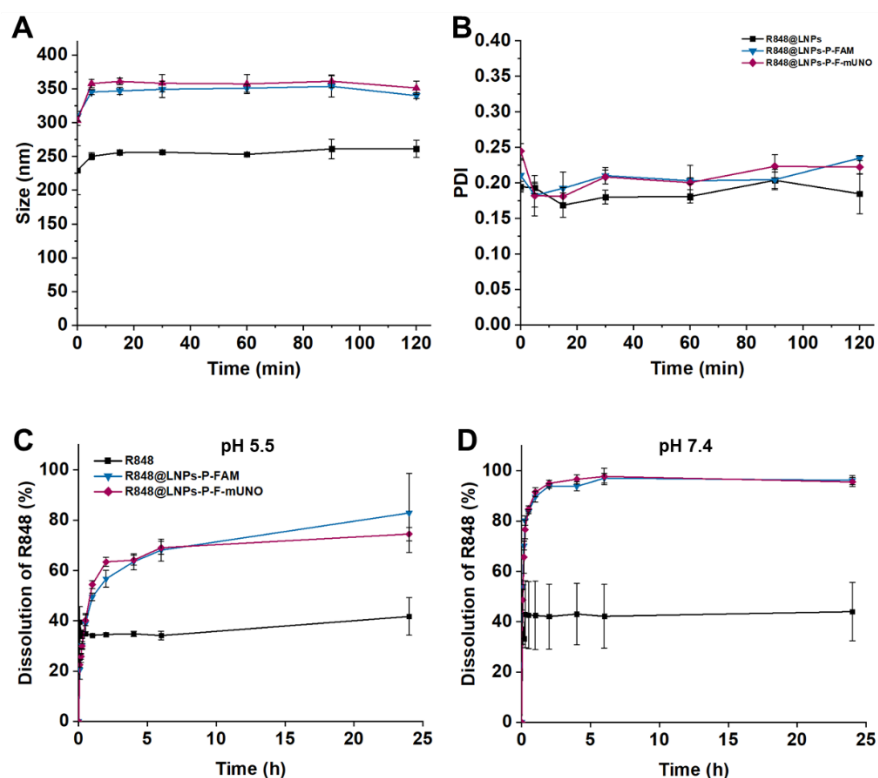 A
400
350
300
250
200
150
100
50
0
Size (nm)
0 20 40 60 80 100 120
Time (min)
B
R848@LNPs
R848@LNPs-P-FAM
R848@LNPs-P-F-mUNO
0.40
0.35
0.30
0.25
0.20
0.15
0.10
0.05
0.00
PDI
0 20 40 60 80 100 120
Time (min)
C
pH 5.5
R848
R848@LNPs-P-FAM
R848@LNPs-P-F-mUNO
100
80
60
40
20
0
Dissolution of R848 (%)
0 5 10 15 20 25
Time (h)
D
pH 7.4
100
80
60
40
20
0
Dissolution of R848 (%)
0 5 10 15 20 25
Time (h)